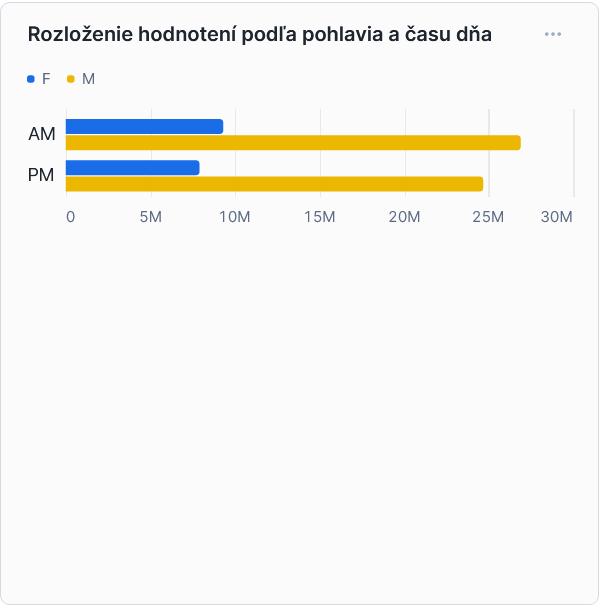 Rozloženie hodnotení podľa pohlavia a času dňa
F M
AM
PM
0 5M 10M 15M 20M 25M 30M